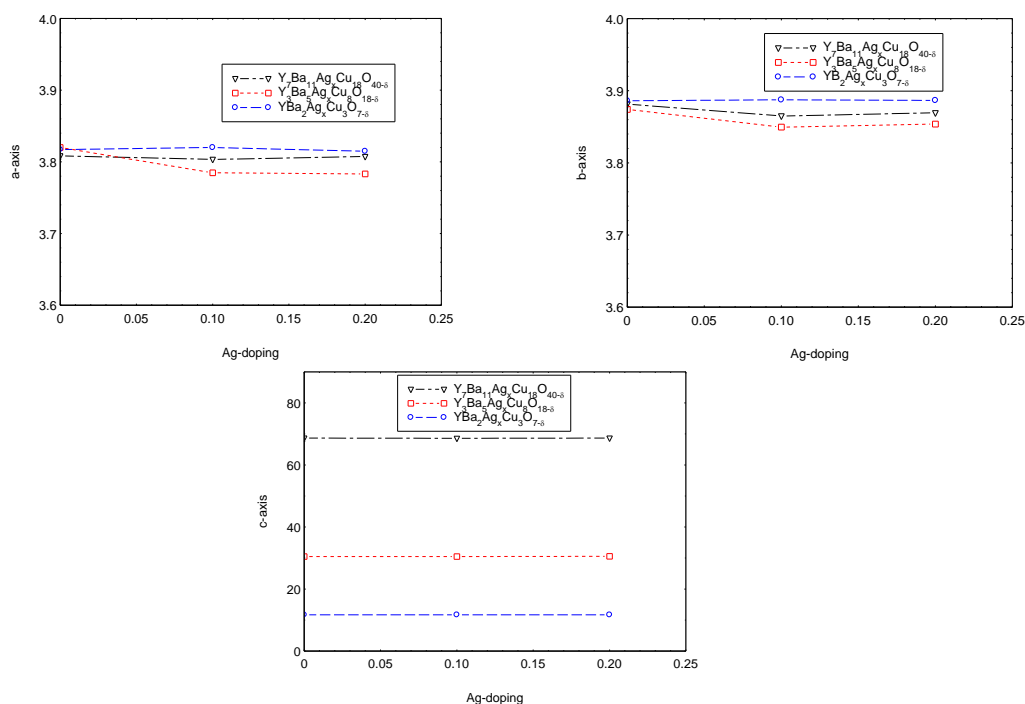 4.0
3.9
3.8
3.7
3.6
a-axis
Y₇Ba₁₁AgₓCu₁₈O₄₀₋δ
Y₃Ba₅AgₓCu₈O₁₈₋δ
YBa₂AgₓCu₃O₇₋δ
0 0.05 0.10 0.15 0.20 0.25
Ag-doping
4.0
3.9
3.8
3.7
3.6
b-axis
Y₇Ba₁₁AgₓCu₁₈O₄₀₋δ
Y₃Ba₅AgₓCu₈O₁₈₋δ
YB₂AgₓCu₃O₇₋δ
0 0.05 0.10 0.15 0.20 0.25
Ag-doping
80
60
40
20
0
c-axis
Y₇Ba₁₁AgₓCu₁₈O₄₀₋δ
Y₃Ba₅AgₓCu₈O₁₈₋δ
YBa₂AgₓCu₃O₇₋δ
0 0.05 0.10 0.15 0.20 0.25
Ag-doping